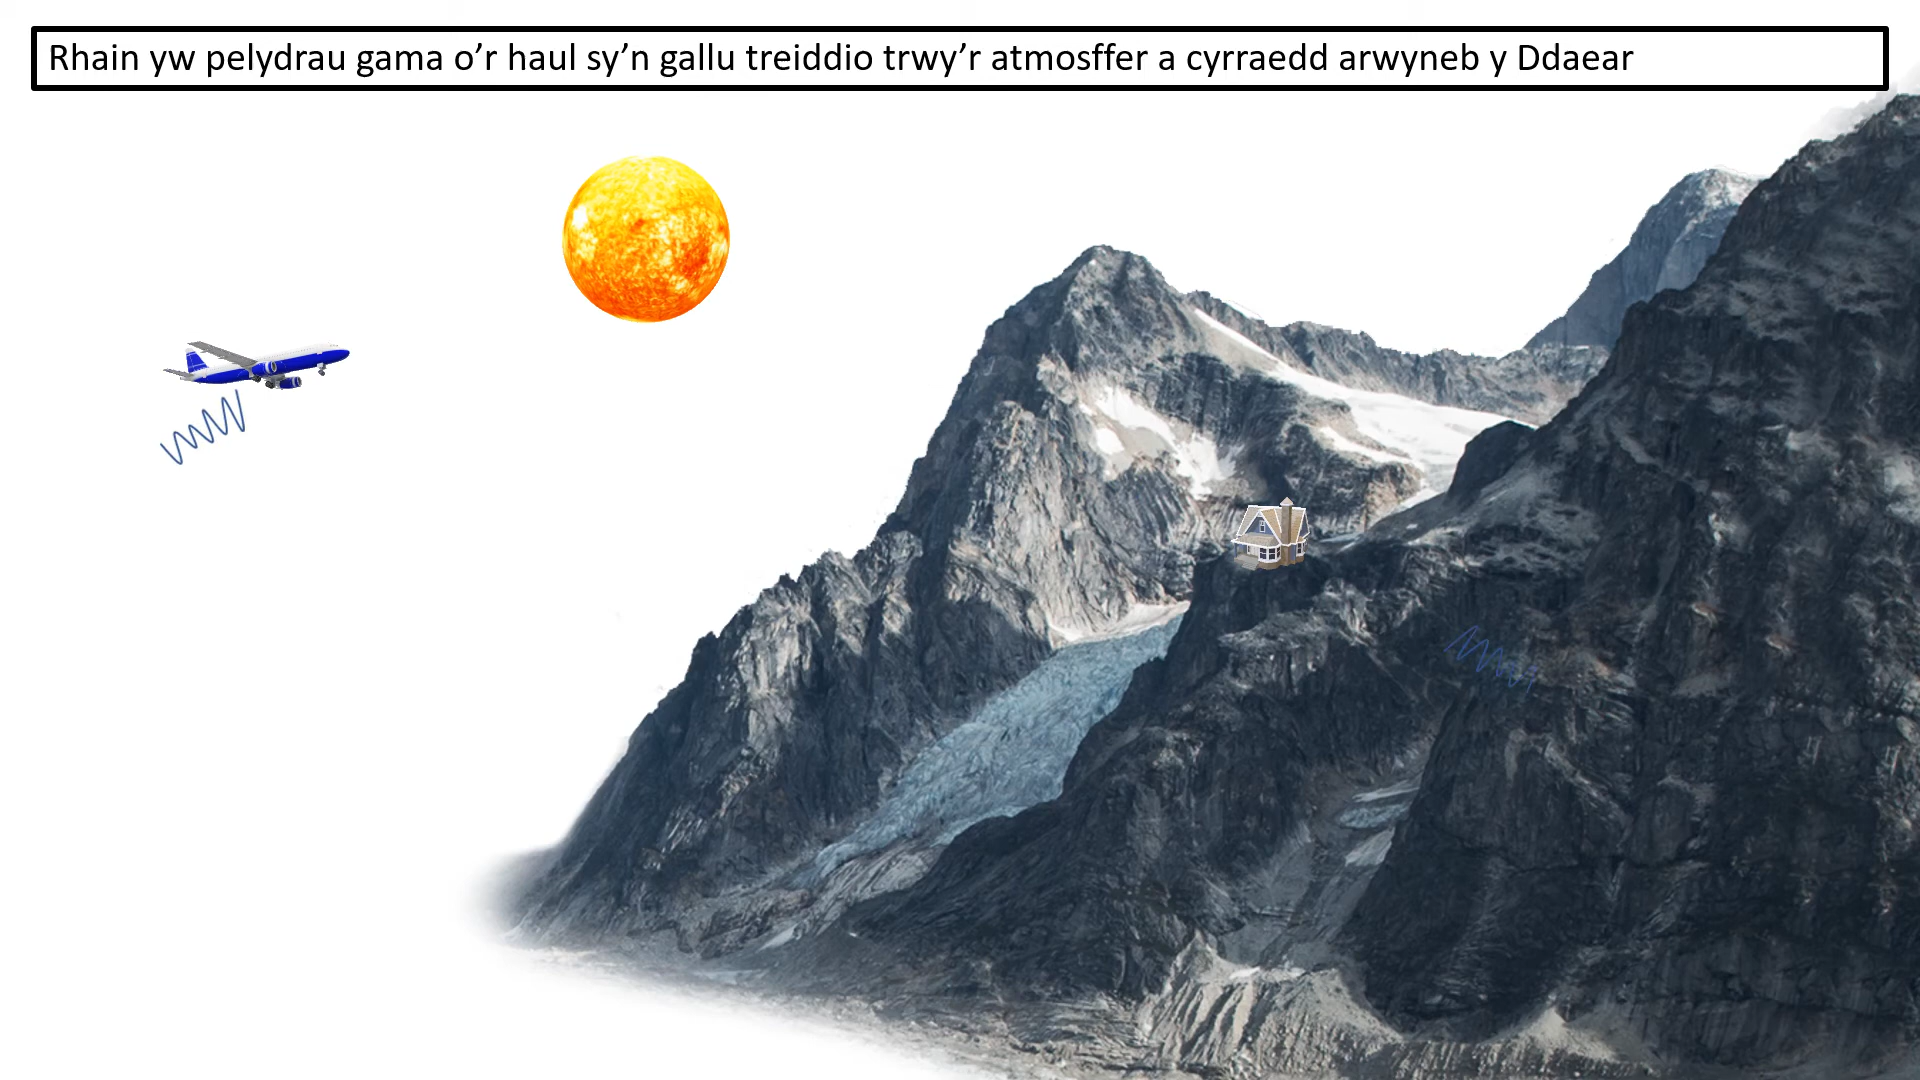 Rhain yw pelydrau gama o’r haul sy’n gallu treiddio trwy’r atmosffer a cyrraedd arwyneb y Ddaear